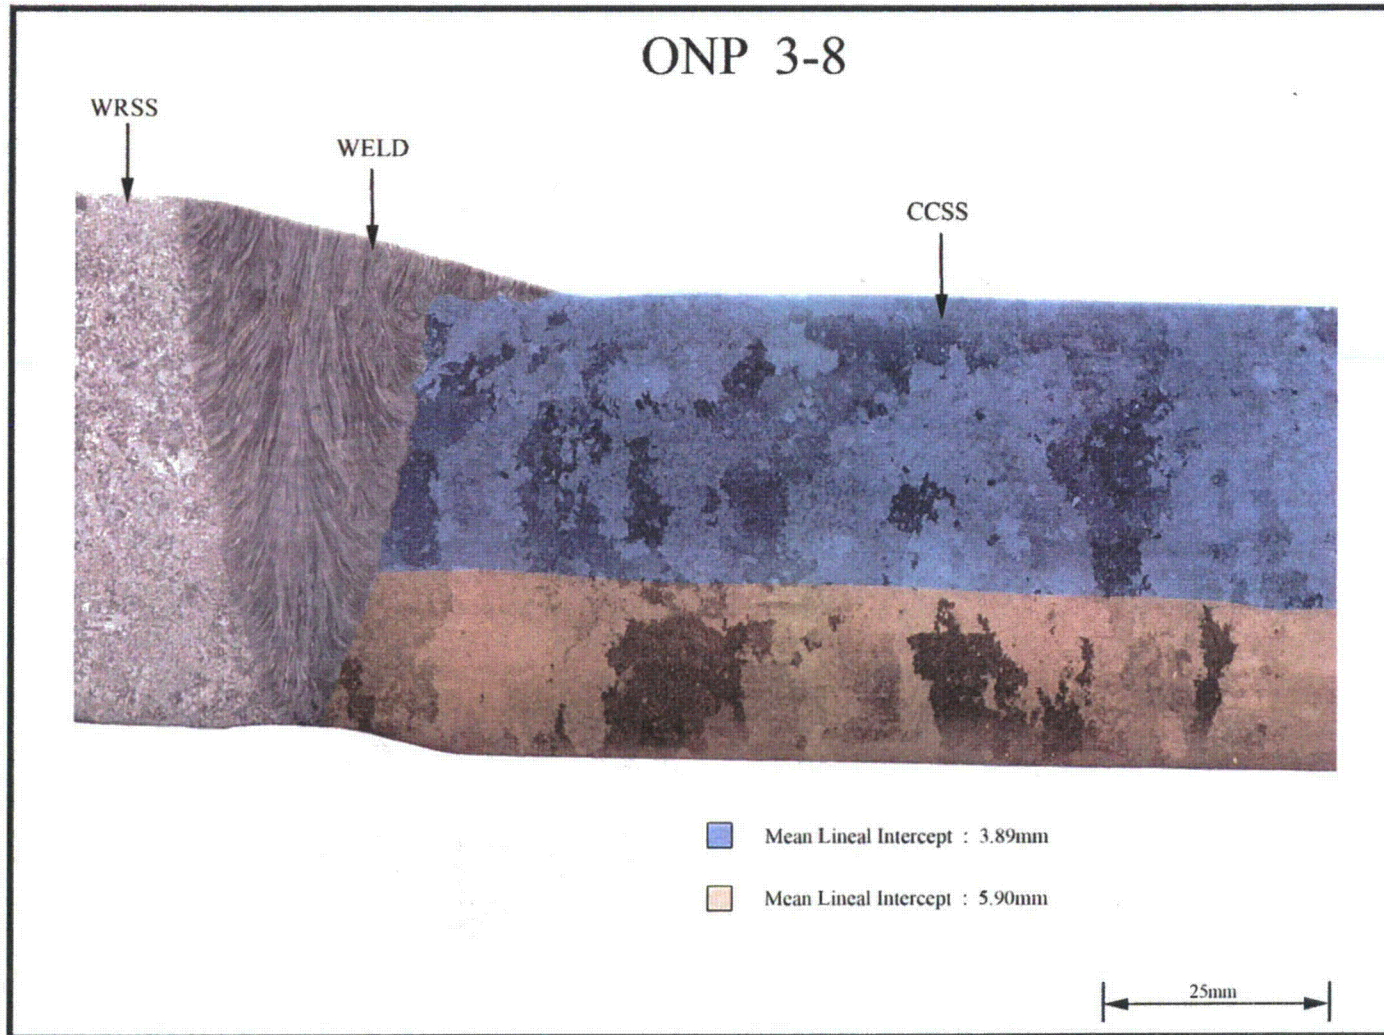 ONP 3-8
WRSS
WELD
CCSS
Mean Lineal Intercept : 3.89mm
Mean Lineal Intercept : 5.90mm
25mm